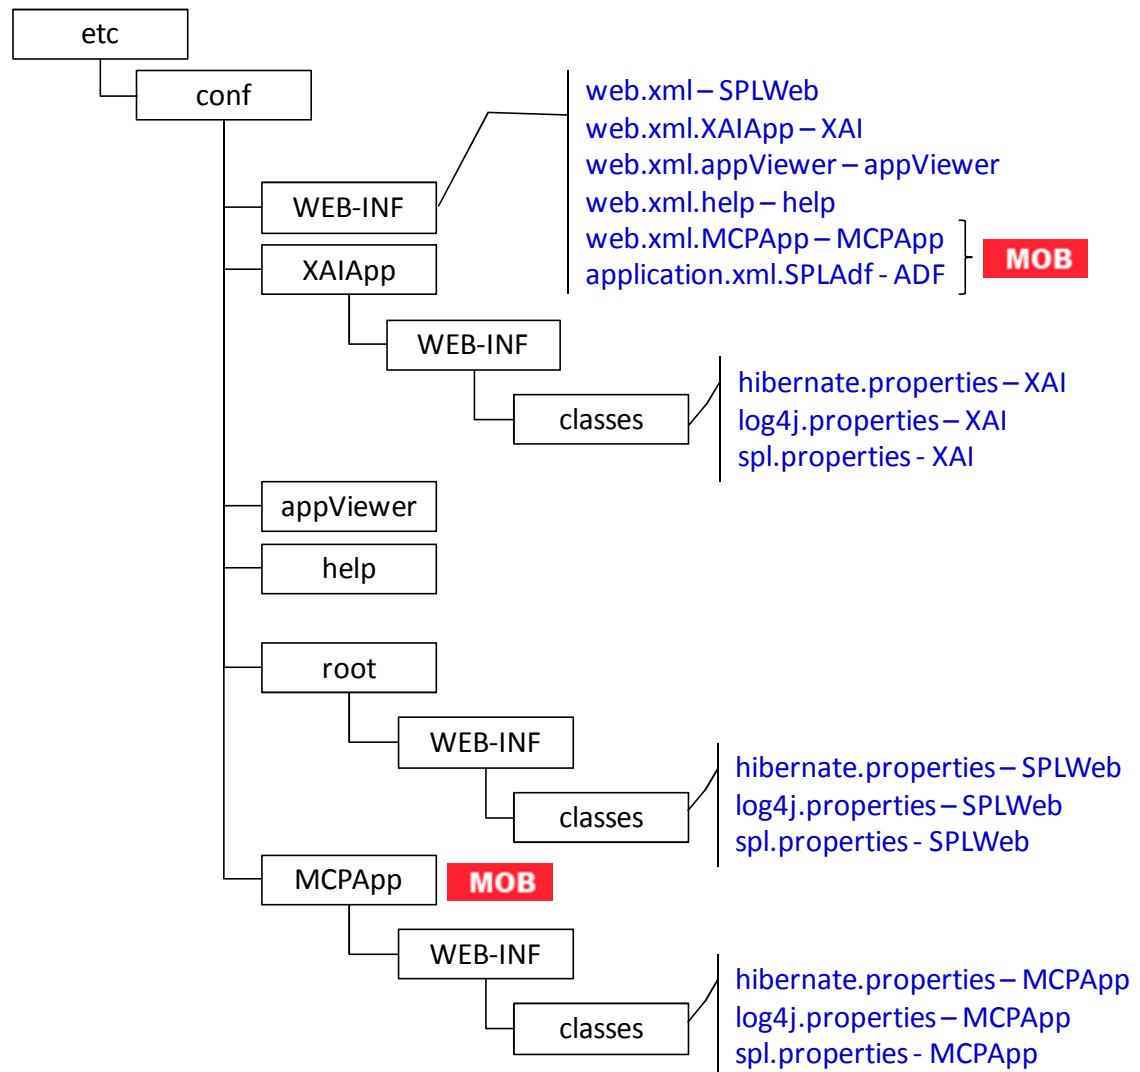 etc
conf
web.xml – SPLWeb
web.xml.XAIApp – XAI
web.xml.appViewer – appViewer
web.xml.help – help
web.xml.MCPApp – MCPApp
application.xml.SPLAdf - ADF
MOB
WEB-INF
XAIApp
WEB-INF
classes
hibernate.properties – XAI
log4j.properties – XAI
spl.properties - XAI
appViewer
help
root
WEB-INF
classes
hibernate.properties – SPLWeb
log4j.properties – SPLWeb
spl.properties - SPLWeb
MCPApp
MOB
WEB-INF
classes
hibernate.properties – MCPApp
log4j.properties – MCPApp
spl.properties - MCPApp